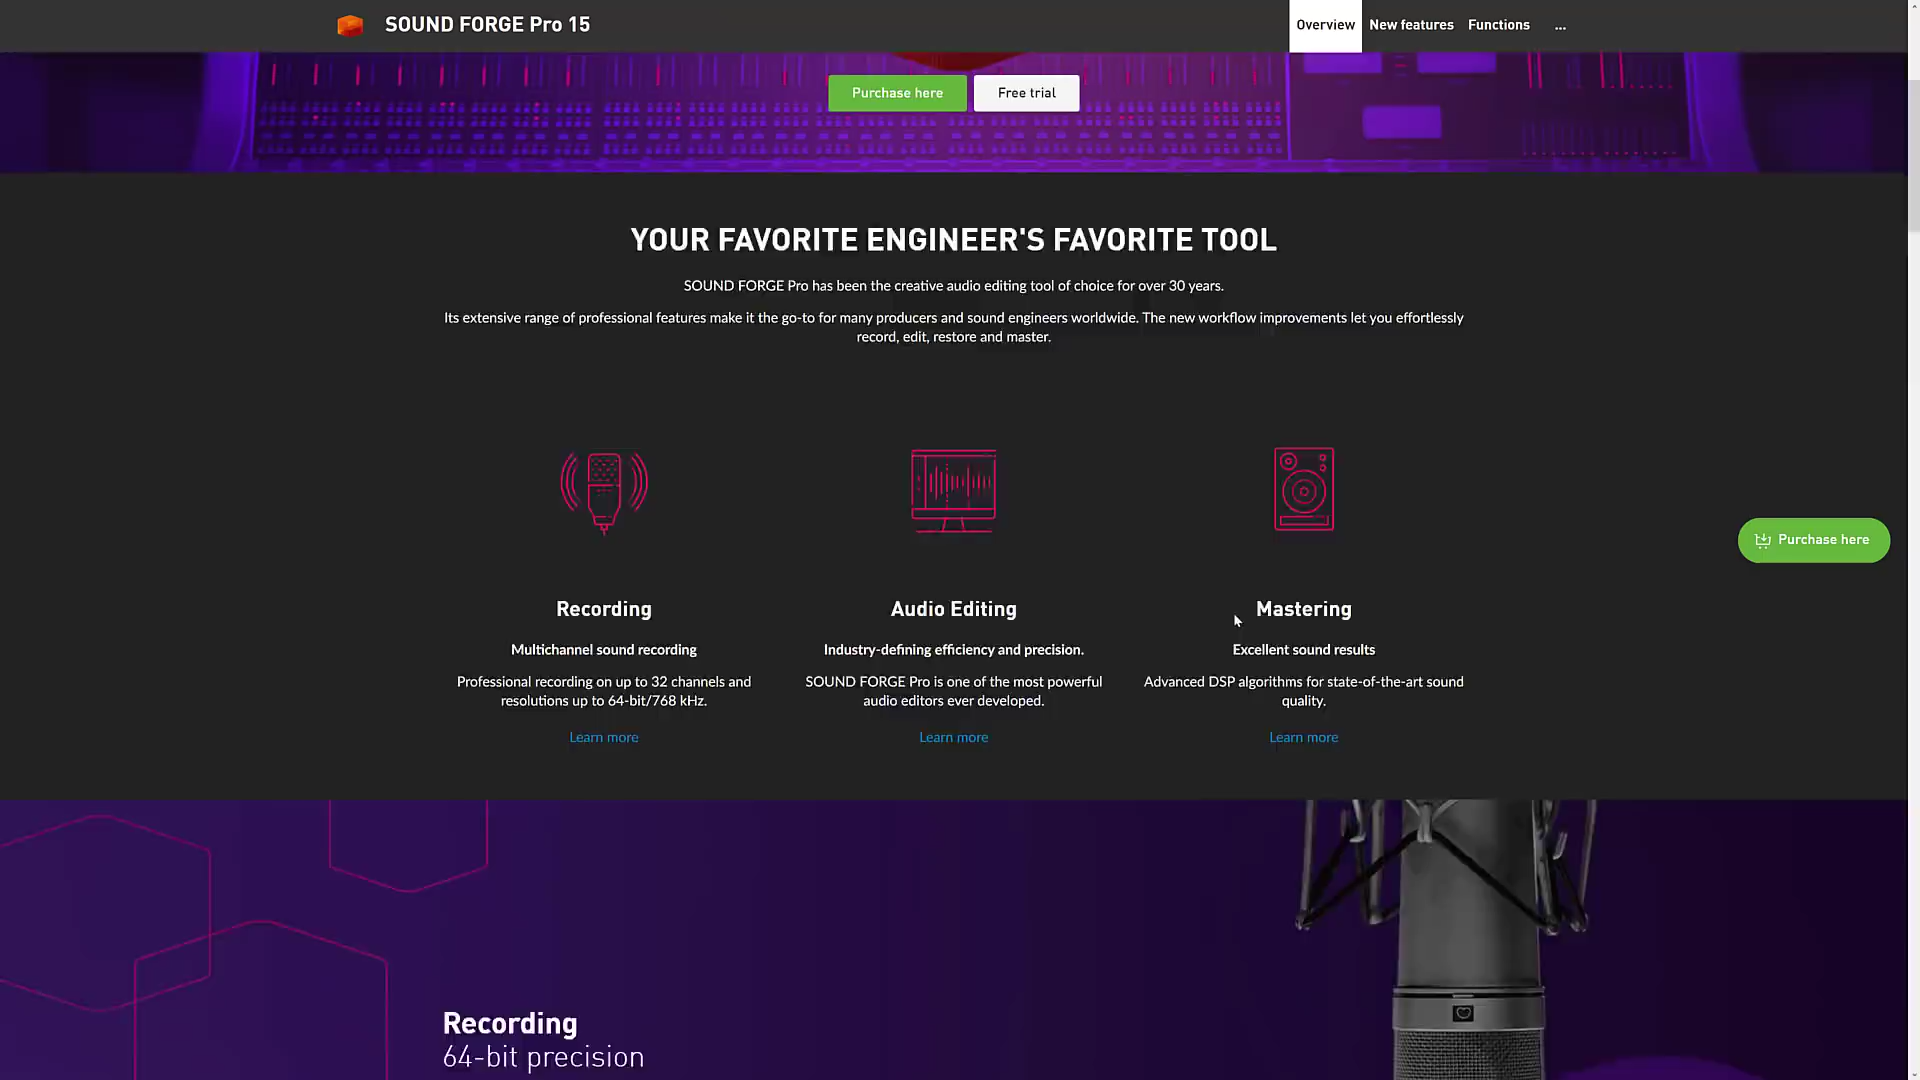 SOUND FORGE Pro 15
Overview New features Functions ...
Purchase here Free trial
YOUR FAVORITE ENGINEER'S FAVORITE TOOL
SOUND FORGE Pro has been the creative audio editing tool of choice for over 30 years.
Its extensive range of professional features make it the go-to for many producers and sound engineers worldwide. The new workflow improvements let you effortlessly
record, edit, restore and master.
Recording
Multichannel sound recording
Professional recording on up to 32 channels and
resolutions up to 64-bit/768 kHz.
Learn more
Audio Editing
Industry-defining efficiency and precision.
SOUND FORGE Pro is one of the most powerful
audio editors ever developed.
Learn more
Mastering
Excellent sound results
Advanced DSP algorithms for state-of-the-art sound
quality.
Learn more
Purchase here
Recording
64-bit precision